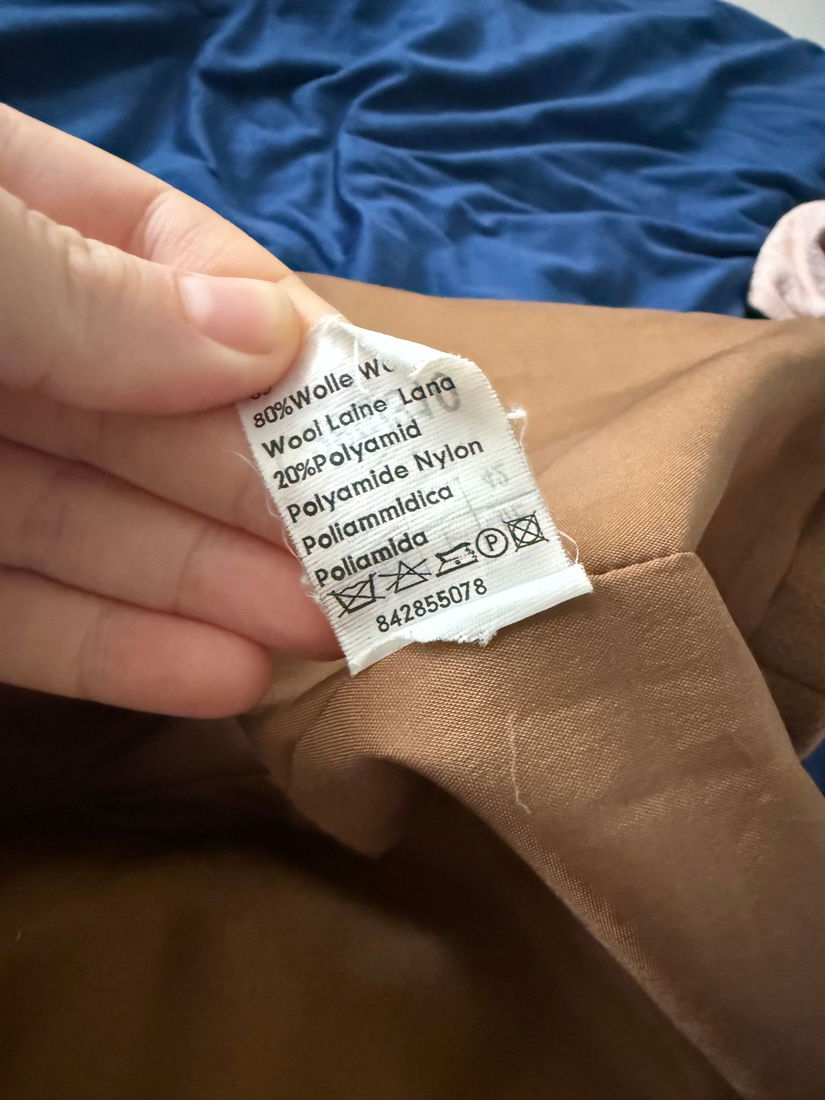 80%Wolle
Wool Laine Lana
20%Polyamid
Polyamide Nylon
Poliammidica
Poliamida
P
842855078